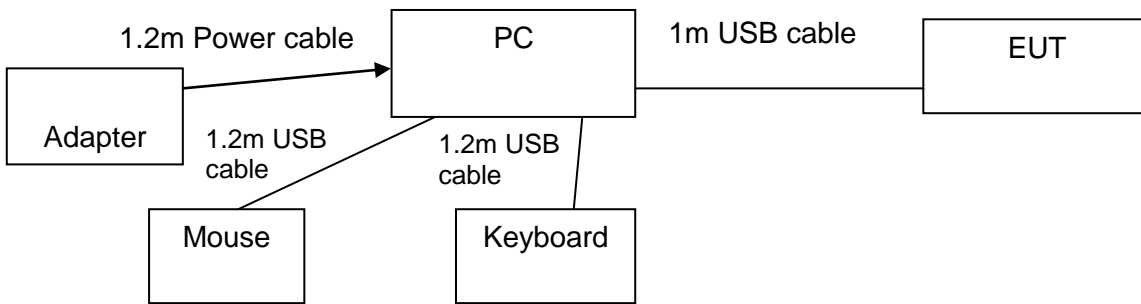 1.2m Power cable
PC
1m USB cable
EUT
Adapter
1.2m USB
cable
1.2m USB
cable
Mouse
Keyboard